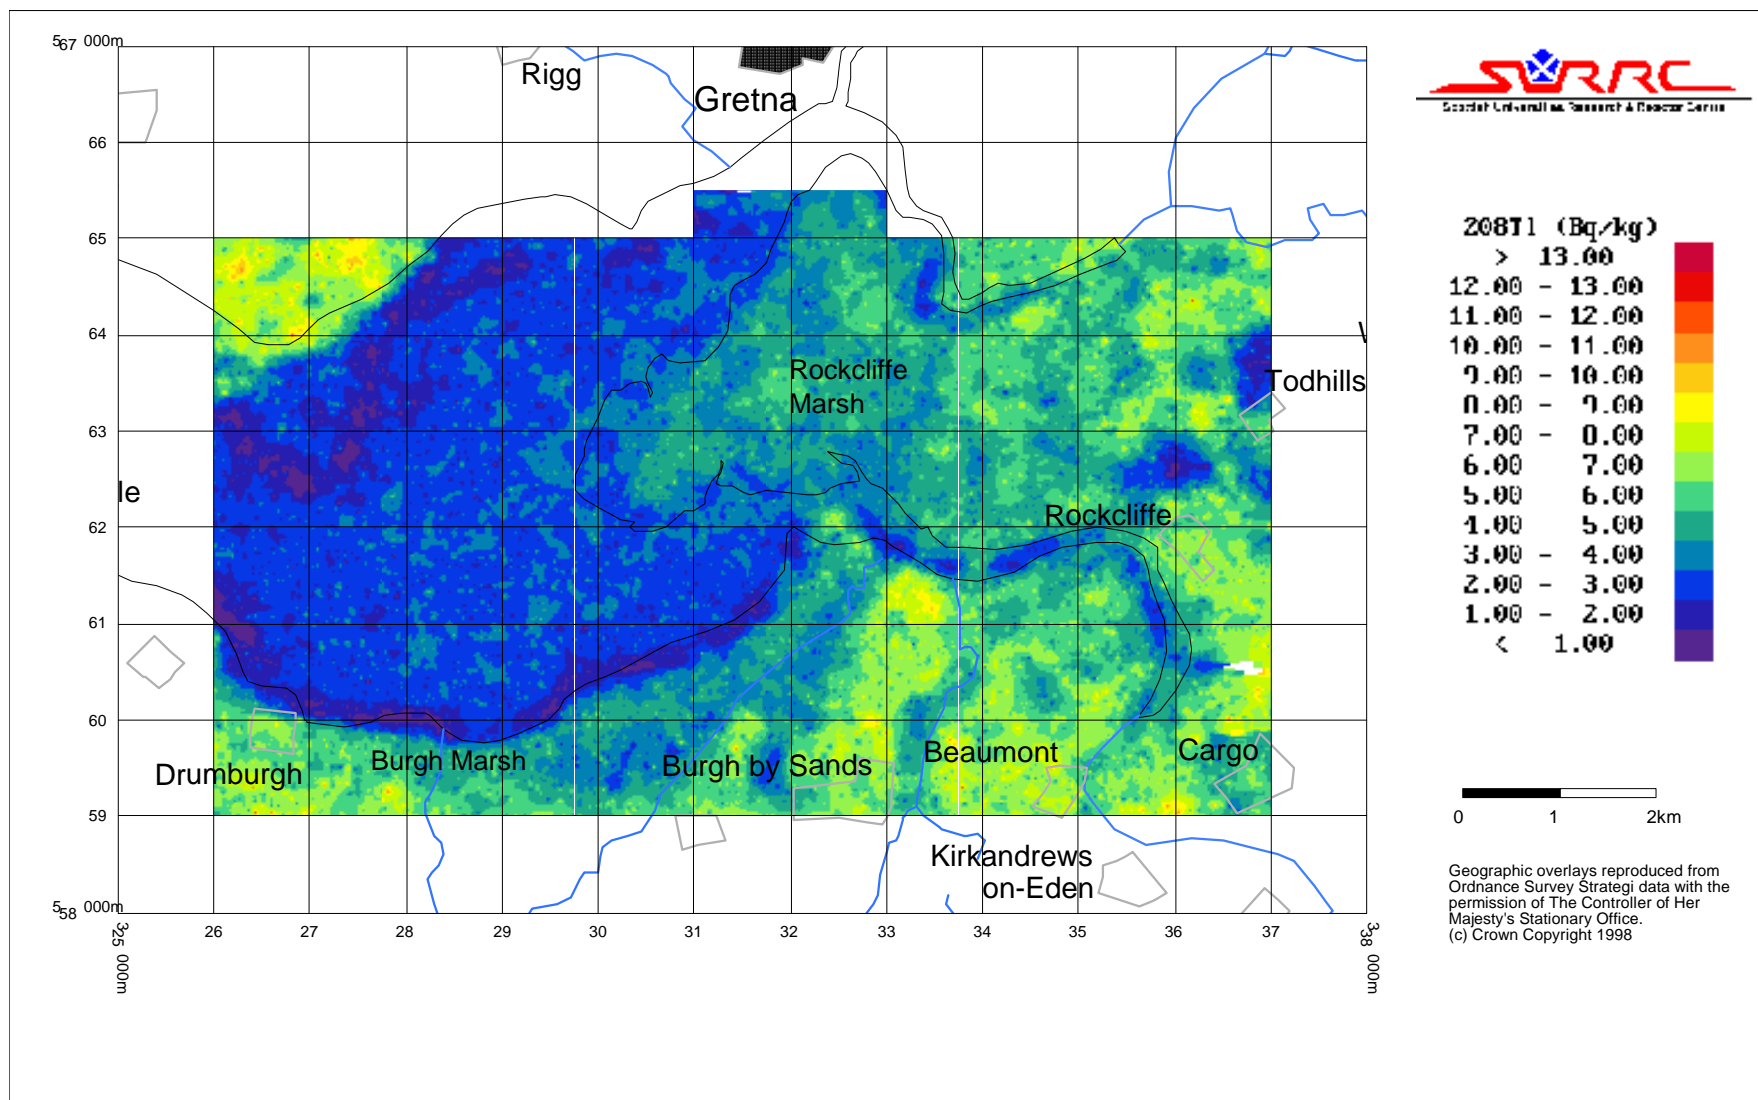 567 000m
66
65
64
63
62
61
60
59
558 000m
325 000m
26
27
28
29
30
31
32
33
34
35
36
37
338 000m
Rigg
Gretna
Rockcliffe
Marsh
Todhills
le
Rockcliffe
Drumburgh
Burgh Marsh
Burgh by Sands
Beaumont
Cargo
Kirkandrews
on-Eden
SURRC
Scottish Universities Research & Reactor Centre
208Tl (Bq/kg)
> 13.00
12.00 - 13.00
11.00 - 12.00
10.00 - 11.00
9.00 - 10.00
8.00 - 9.00
7.00 - 8.00
6.00 7.00
5.00 6.00
4.00 5.00
3.00 - 4.00
2.00 - 3.00
1.00 - 2.00
< 1.00
0 1 2km
Geographic overlays reproduced from
Ordnance Survey Strategi data with the
permission of The Controller of Her
Majesty's Stationary Office.
(c) Crown Copyright 1998